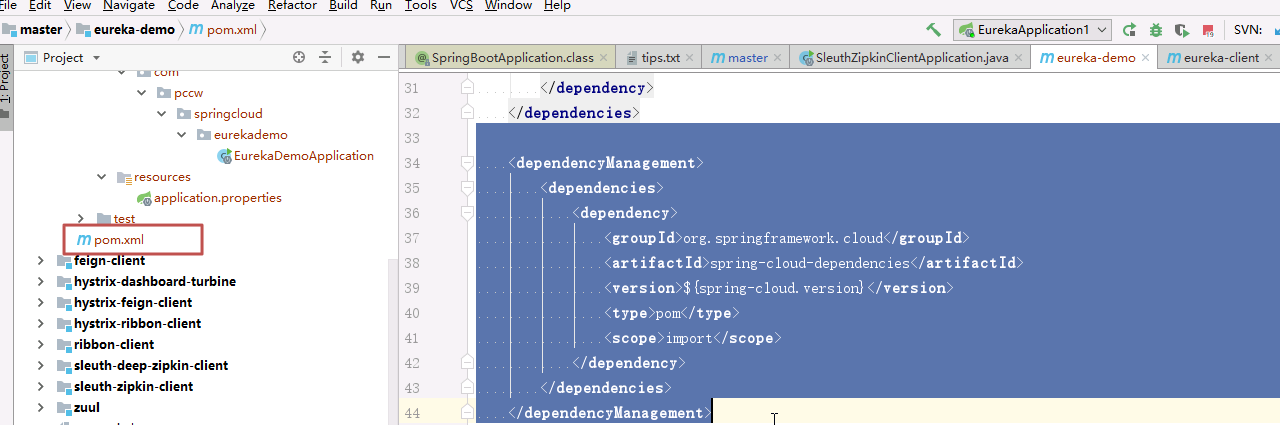 File Edit View Navigate Code Analyze Refactor Build Run Tools VCS Window Help
master eureka-demo pom.xml EurekaApplication1 SVN:
1: Project
Project
com
pccw
springcloud
eurekademo
EurekaDemoApplication
resources
application.properties
test
pom.xml
feign-client
hystrix-dashboard-turbine
hystrix-feign-client
hystrix-ribbon-client
ribbon-client
sleuth-deep-zipkin-client
sleuth-zipkin-client
zuul
SpringBootApplication.class tips.txt master SleuthZipkinClientApplication.java eureka-demo eureka-client
31 </dependency>
32 </dependencies>
33
34 <dependencyManagement>
35 <dependencies>
36 <dependency>
37 <groupId>org.springframework.cloud</groupId>
38 <artifactId>spring-cloud-dependencies</artifactId>
39 <version>${spring-cloud.version}</version>
40 <type>pom</type>
41 <scope>import</scope>
42 </dependency>
43 </dependencies>
44 </dependencyManagement>